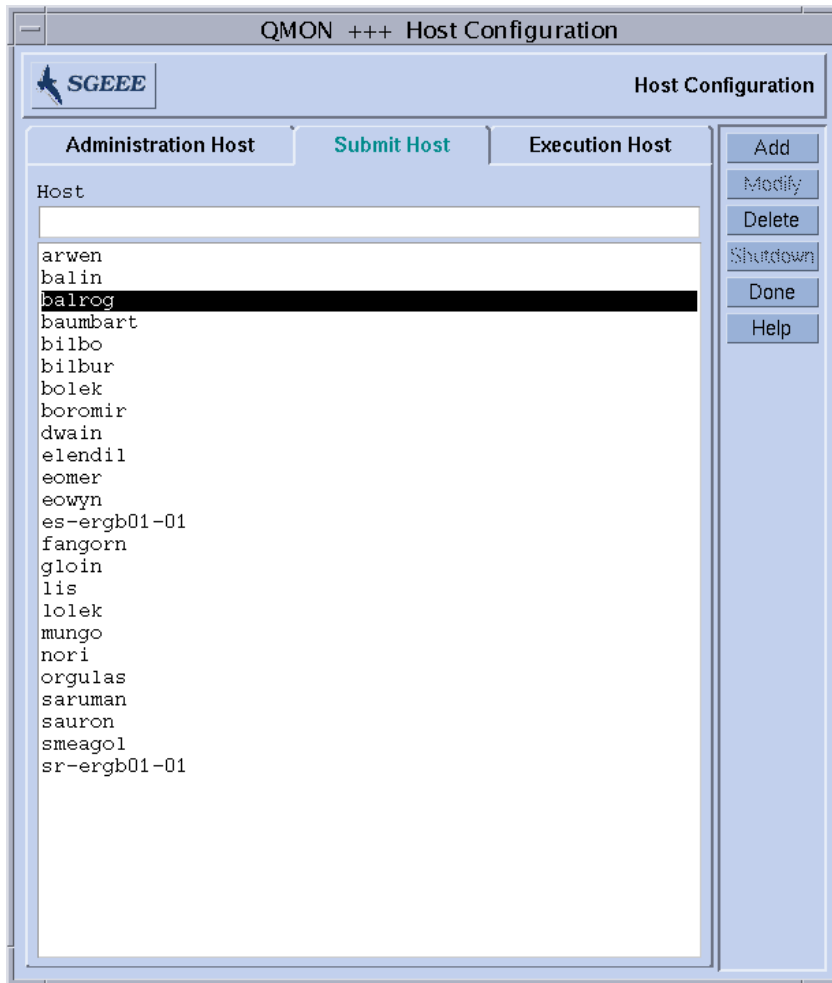 QMON +++ Host Configuration
SGEEE
Host Configuration
Administration Host
Submit Host
Execution Host
Host
arwen
balin
balrog
baumbart
bilbo
bilbur
bolek
boromir
dwain
elendil
eomer
eowyn
es-ergb01-01
fangorn
gloin
lis
lolek
mungo
nori
orgulas
saruman
sauron
smeagol
sr-ergb01-01
Add
Modify
Delete
Shutdown
Done
Help